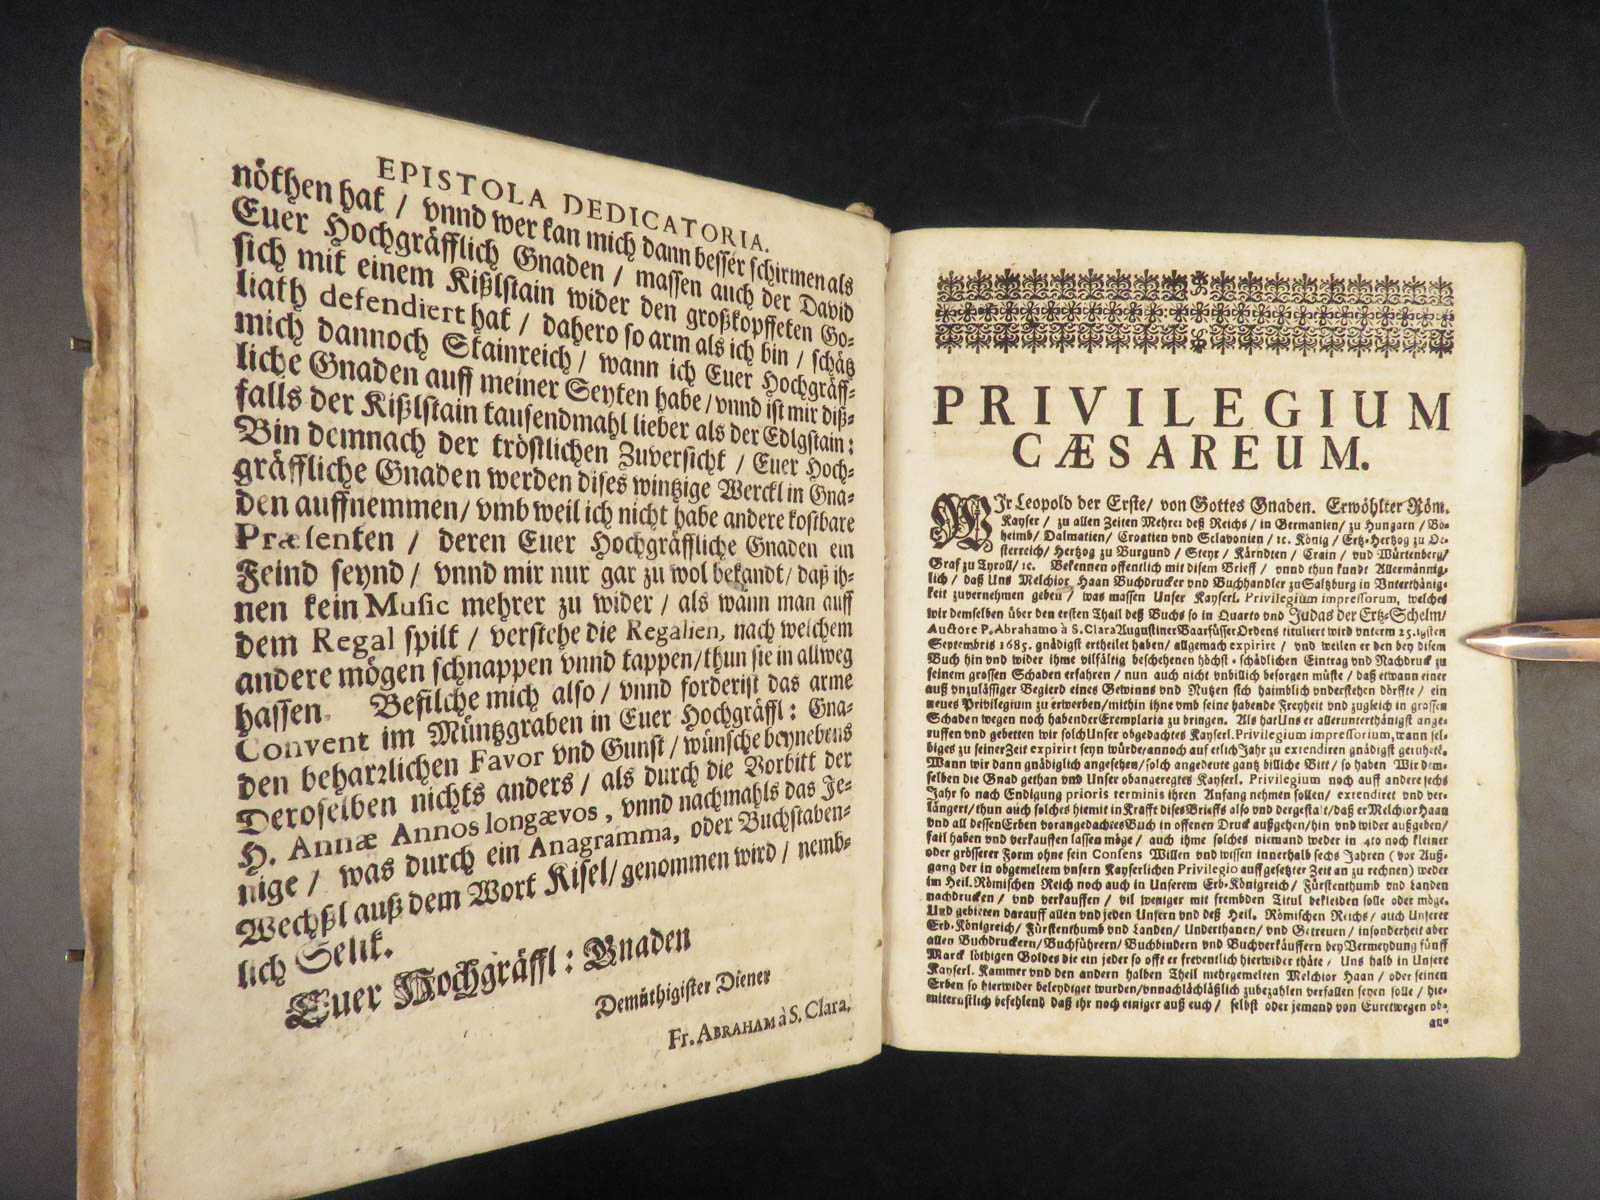 EPISTOLA DEDICATORIA.
nöthen hat / vnnd wer kan mich dann besser schirmen als
Euer Hochgräfflich Gnaden / massen auch der David
sich mit einem Kißlstain wider den großkopffeten Go-
liath defendiert hat / dahero so arm als ich bin / schätz
mich dannoch Stainreich / wann ich Euer Hochgräff-
liche Gnaden auff meiner Seyten habe / vnnd ist mir diß-
falls der Kißlstain tausendmahl lieber als der Edlgstain:
Bin demnach der tröstlichen Zuversicht / Euer Hoch-
gräffliche Gnaden werden dises wintzige Werckl in Gna-
den auffnemmen / vmb weil ich nicht habe andere kostbare
Præsenten / deren Euer Hochgräffliche Gnaden ein
Feind seynd / vnnd mir nur gar zu wol bekandt / daß ih-
nen kein Music mehrer zu wider / als wann man auff
dem Regal spilt / verstehe die Regalien, nach welchem
andere mögen schnappen vnnd tappen / thun sie in allweg
hassen. Befilche mich also / vnnd forderist das arme
Convent im Müntzgraben in Euer Hochgräffl: Gna-
den beharrlichen Favor vnd Gunst / wünsche beynebens
Deroselben nichts anders / als durch die Vorbitt der
H. Annæ Annos longævos, vnnd nachmahls das Je-
nige / was durch ein Anagramma, oder Buchstaben-
Wechßl auß dem Wort Kisel / genommen wird / nemb-
lich Selik.
Euer Hochgräffl: Gnaden
Demüthigister Diener
Fr. ABRAHAM à S. Clara.
PRIVILEGIUM
CÆSAREUM.
WJr Leopold der Erste / von Gottes Gnaden. Erwöhlter Röm.
Kayser / zu allen Zeiten Mehrer deß Reichs / in Germanien / zu Hungarn / Bö-
heimb / Dalmatien / Croatien vnd Sclavonien / ıc. König / Ertz-Hertzog zu Oe-
sterreich / Hertzog zu Burgund / Steyr / Kärndten / Crain / vnd Würtenberg /
Graf zu Tyroll / ıc. Bekennen offentlich mit disem Brieff / vnnd thun kundt Allermännig-
lich / daß Uns Melchior Haan Buchdrucker vnd Buchhandler zu Saltzburg in Vnterthänig-
keit zuvernehmen geben / was massen Unser Kayserl. Privilegium impressorum, welches
wir demselben über den ersten Thail deß Buchs so in Quarto vnd Judas der Ertz-Schelm /
Auctore P. Abrahamo à S. Clara Augustiner Baarfüsser Ordens tituliert wird vnterm 25. igsten
Septembris 1685. gnädigst ertheilet haben / allgemach expirire / vnd weilen er den bey disem
Buch hin vnd wider ihme vilfältig beschehenen höchst-schädlichen Eintrag vnd Nachdruck zu
seinem grossen Schaden erfahren / nun auch nicht vnbillich besorgen müste / daß etwann einer
auß vnzulässiger Begierd eines Gewinns vnd Nutzen sich haimblich vnderstehen dörffte / ein
neues Privilegium zu erwerben / mithin ihne vmb seine habende Freyheit vnd zugleich in grossen
Schaden wegen noch habender Exemplaria zu bringen. Als hat Uns er allerunterthänigst ange-
ruffen vnd gebetten wir solch Unser obgedachtes Kayserl. Privilegium impressorium, wann sel-
biges zu seiner Zeit expirirt seyn würde / annoch auf etlich Jahr zu extendiren gnädigst geruhete.
Wann wir dann gnädiglich angesehen / solch angedeute gantz billiche Bitt / so haben Wir dem-
selben die Gnad gethan vnd Unser obangeregtes Kayserl. Privilegium noch auff andere sechs
Jahr so nach Endigung prioris terminis ihren Anfang nehmen sollen / extendiret vnd ver-
längert / thun auch solches hiemit in Krafft dises Brieffs also vnd dergestalt / daß er Melchior Haan
vnd all dessen Erben vorangedachtes Buch in offenen Druck außgehen / hin vnd wider außgeben /
fail haben vnd verkauffen lassen möge / auch ihme solches niemand weder in 4to noch kleiner
oder grösserer Form ohne sein Consens Willen vnd wissen innerhalb sechs Jahren (vor Auß-
gang der in obgemeltem vnsern Kayserlichen Privilegio auffgesetzter Zeit an zu rechnen) weder
im Heil. Römischen Reich noch auch in Unserem Erb-Königreich / Fürstenthumb vnd Landen
nachdrucken / vnd verkauffen / vil weniger mit frembden Titul bekleiden solle oder möge.
Und gebieten darauff allen vnd jeden Unsern vnd deß Heil. Römischen Reichs / auch Unserer
Erb-Königreich / Fürstenthumb vnd Landen / Underthanen / vnd Getreuen / insonderheit aber
allen Buchdruckern / Buchführern / Buchbindern vnd Buchverkäuffern bey Vermeydung fünff
Marck löthigen Goldes die ein jeder so offt er freventlich hierwider thäte / Uns halb in Unsere
Kayserl. Kammer vnd den andern halben Theil mehrgemelten Melchior Haan / oder seinen
Erben so hierwider beleydiget wurden / vnnachläßlich zubezahlen verfallen seyen solle / hie-
mit ernstlich befehlend daß ihr noch einiger auß euch / selbst oder jemand von Euretwegen ob-
an-